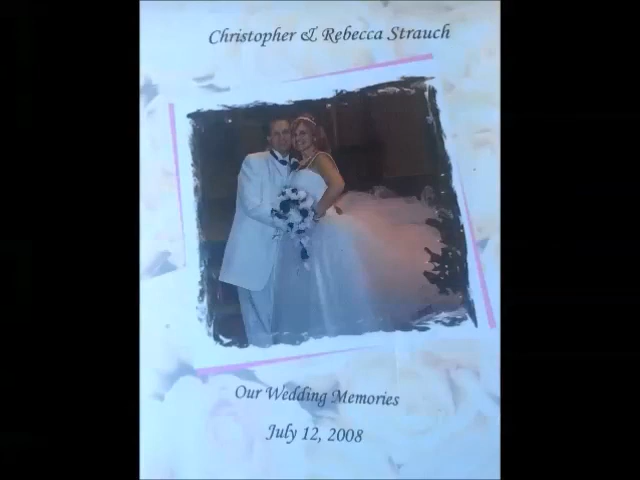 Christopher & Rebecca Strauch
Our Wedding Memories
July 12, 2008